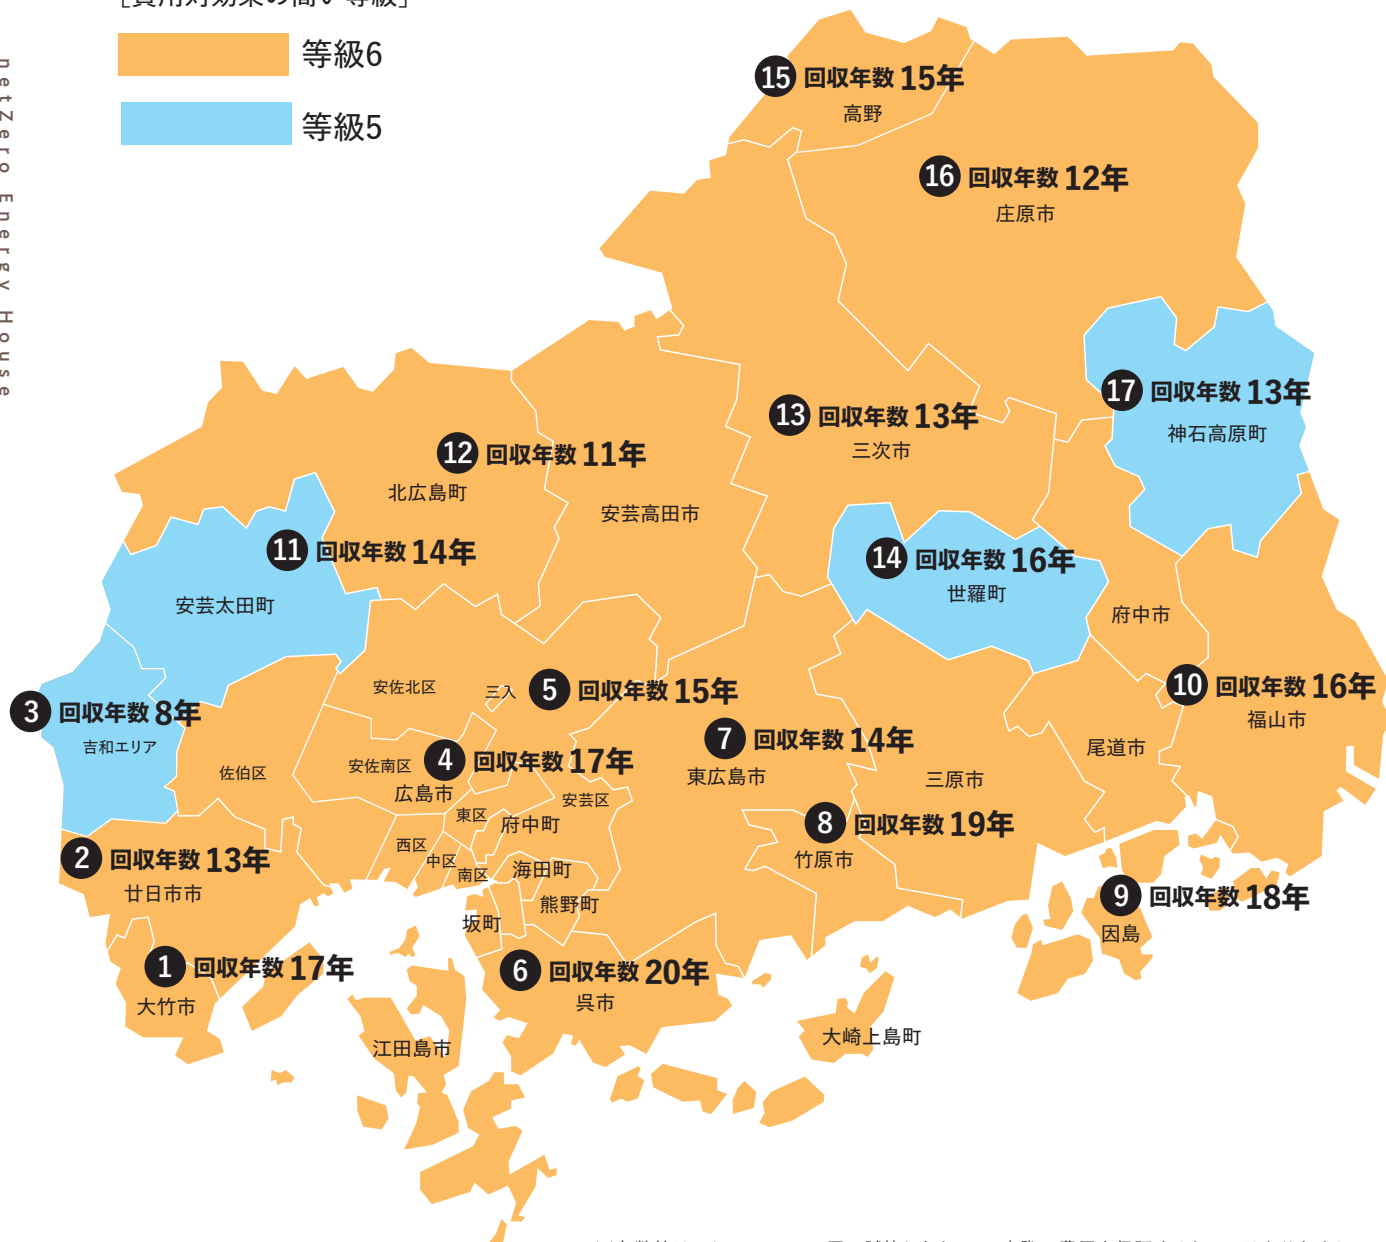 [費用対効果の高い等級]
等級6
等級5
netZero Energy House
15 回収年数 15年
高野
16 回収年数 12年
庄原市
17 回収年数 13年
神石高原町
13 回収年数 13年
三次市
12 回収年数 11年
北広島町
安芸高田市
11 回収年数 14年
安芸太田町
14 回収年数 16年
世羅町
府中市
3 回収年数 8年
吉和エリア
安佐北区
三入
5 回収年数 15年
10 回収年数 16年
福山市
7 回収年数 14年
東広島市
尾道市
三原市
佐伯区
安佐南区
4 回収年数 17年
広島市
安芸区
東区
府中町
8 回収年数 19年
竹原市
西区
中区
南区
海田町
2 回収年数 13年
廿日市市
熊野町
坂町
9 回収年数 18年
因島
1 回収年数 17年
大竹市
6 回収年数 20年
呉市
江田島市
大崎上島町